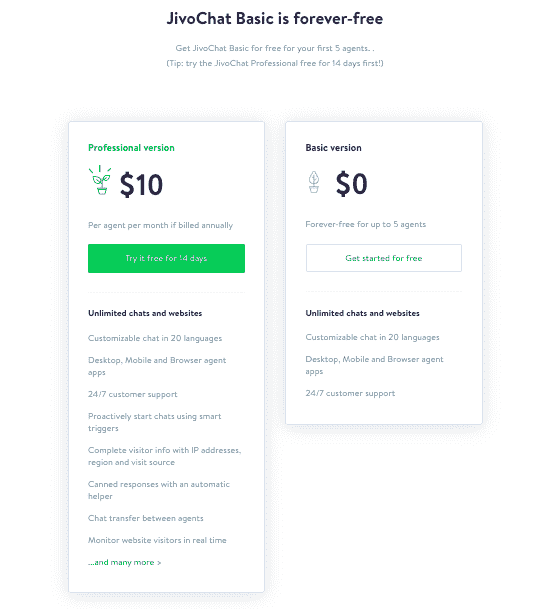 JivoChat Basic is forever-free
Get JivoChat Basic for free for your first 5 agents. .
(Tip: try the JivoChat Professional free for 14 days first!)
Professional version
$10
Per agent per month if billed annually
Try it free for 14 days
Unlimited chats and websites
Customizable chat in 20 languages
Desktop, Mobile and Browser agent
apps
24/7 customer support
Proactively start chats using smart
triggers
Complete visitor info with IP addresses,
region and visit source
Canned responses with an automatic
helper
Chat transfer between agents
Monitor website visitors in real time
...and many more >
Basic version
$0
Forever-free for up to 5 agents
Get started for free
Unlimited chats and websites
Customizable chat in 20 languages
Desktop, Mobile and Browser agent
apps
24/7 customer support